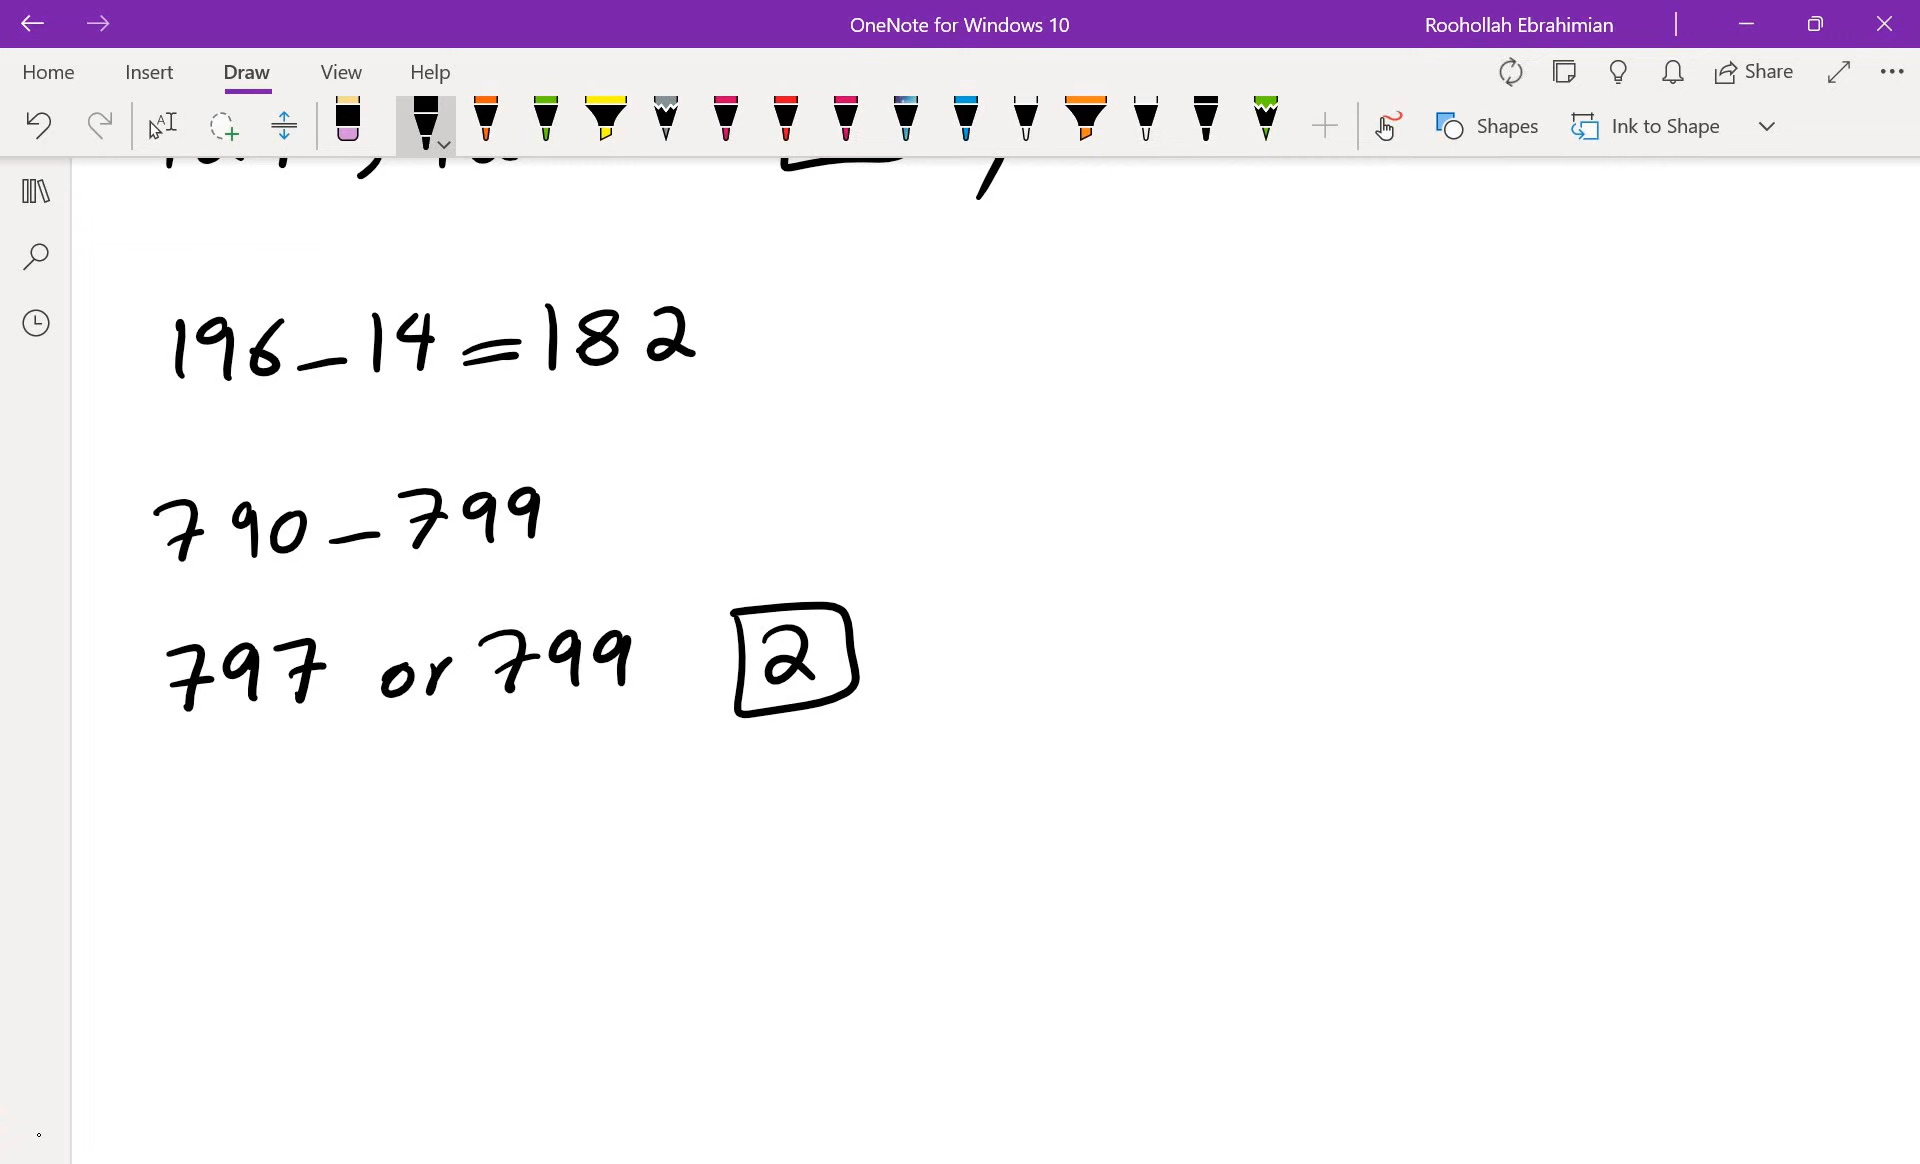 OneNote for Windows 10
Roohollah Ebrahimian
Home Insert Draw View Help
Share
Shapes
Ink to Shape
196 - 14 = 182
790 - 799
797 or 799 2